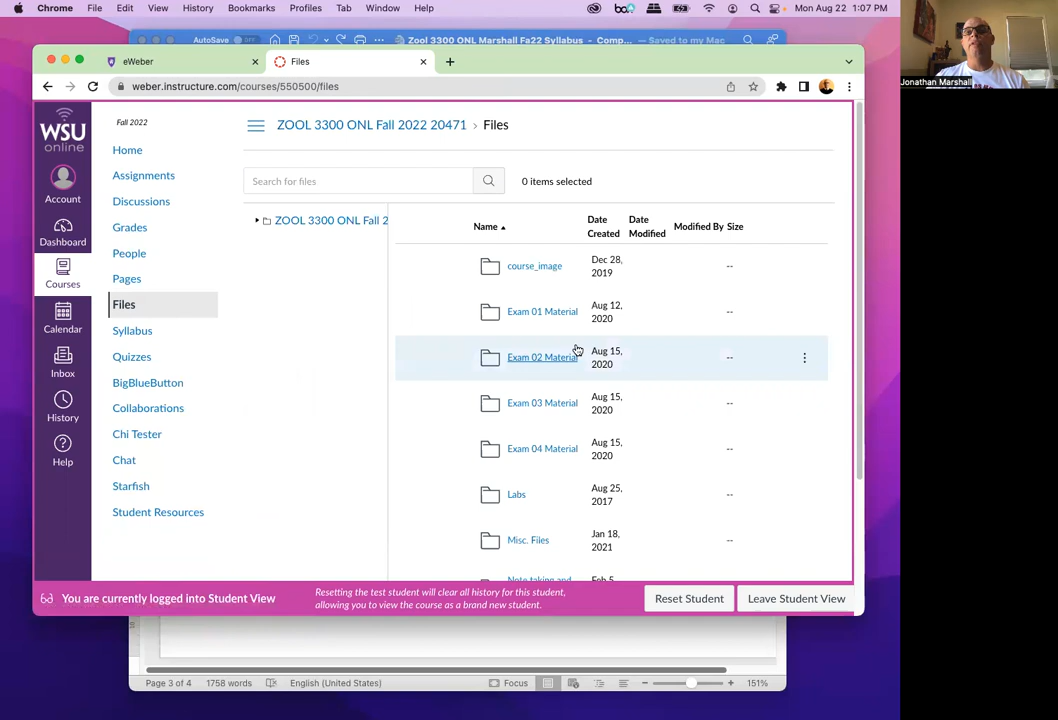 Chrome File Edit View History Bookmarks Profiles Tab Window Help Mon Aug 22 1:07 PM
AutoSave OFF Zool 3300 ONL Marshall Fa22 Syllabus - Comp... — Saved to my Mac
eWeber Files
weber.instructure.com/courses/550500/files
Jonathan Marshall
WSU
online
Account
Dashboard
Courses
Calendar
Inbox
History
Help
Fall 2022
Home
Assignments
Discussions
Grades
People
Pages
Files
Syllabus
Quizzes
BigBlueButton
Collaborations
Chi Tester
Chat
Starfish
Student Resources
ZOOL 3300 ONL Fall 2022 20471 › Files
Search for files
0 items selected
ZOOL 3300 ONL Fall 2
Name Date Created Date Modified Modified By Size
course_image Dec 28, 2019 --
Exam 01 Material Aug 12, 2020 --
Exam 02 Material Aug 15, 2020 --
Exam 03 Material Aug 15, 2020 --
Exam 04 Material Aug 15, 2020 --
Labs Aug 25, 2017 --
Misc. Files Jan 18, 2021 --
Note taking and Feb 5,
You are currently logged into Student View
Resetting the test student will clear all history for this student,
allowing you to view the course as a brand new student.
Reset Student
Leave Student View
Page 3 of 4 1758 words English (United States) Focus 151%